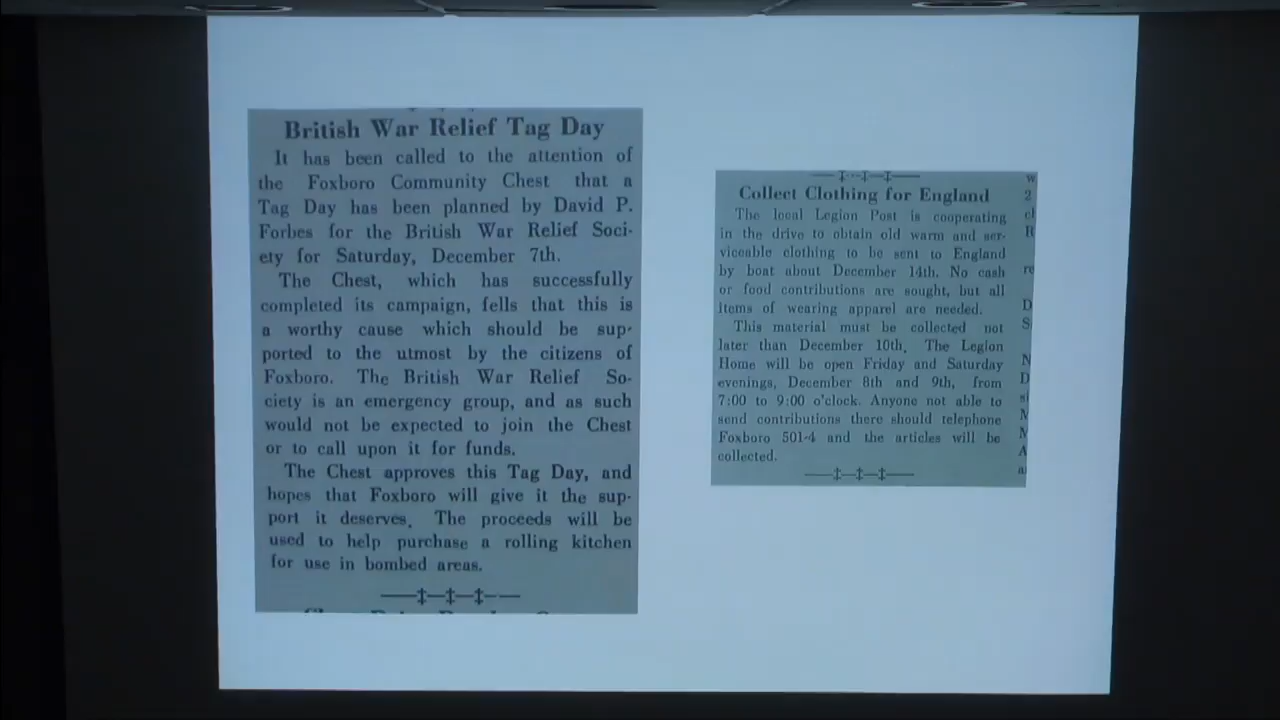 British War Relief Tag Day
It has been called to the attention of
the Foxboro Community Chest that a
Tag Day has been planned by David P.
Forbes for the British War Relief Soci-
ety for Saturday, December 7th.
The Chest, which has successfully
completed its campaign, fells that this is
a worthy cause which should be sup-
ported to the utmost by the citizens of
Foxboro. The British War Relief So-
ciety is an emergency group, and as such
would not be expected to join the Chest
or to call upon it for funds.
The Chest approves this Tag Day, and
hopes that Foxboro will give it the sup-
port it deserves. The proceeds will be
used to help purchase a rolling kitchen
for use in bombed areas.
Collect Clothing for England
The local Legion Post is cooperating
in the drive to obtain old warm and ser-
viceable clothing to be sent to England
by boat about December 14th. No cash
or food contributions are sought, but all
items of wearing apparel are needed.
This material must be collected not
later than December 10th. The Legion
Home will be open Friday and Saturday
evenings, December 8th and 9th, from
7:00 to 9:00 o'clock. Anyone not able to
send contributions there should telephone
Foxboro 501-4 and the articles will be
collected.